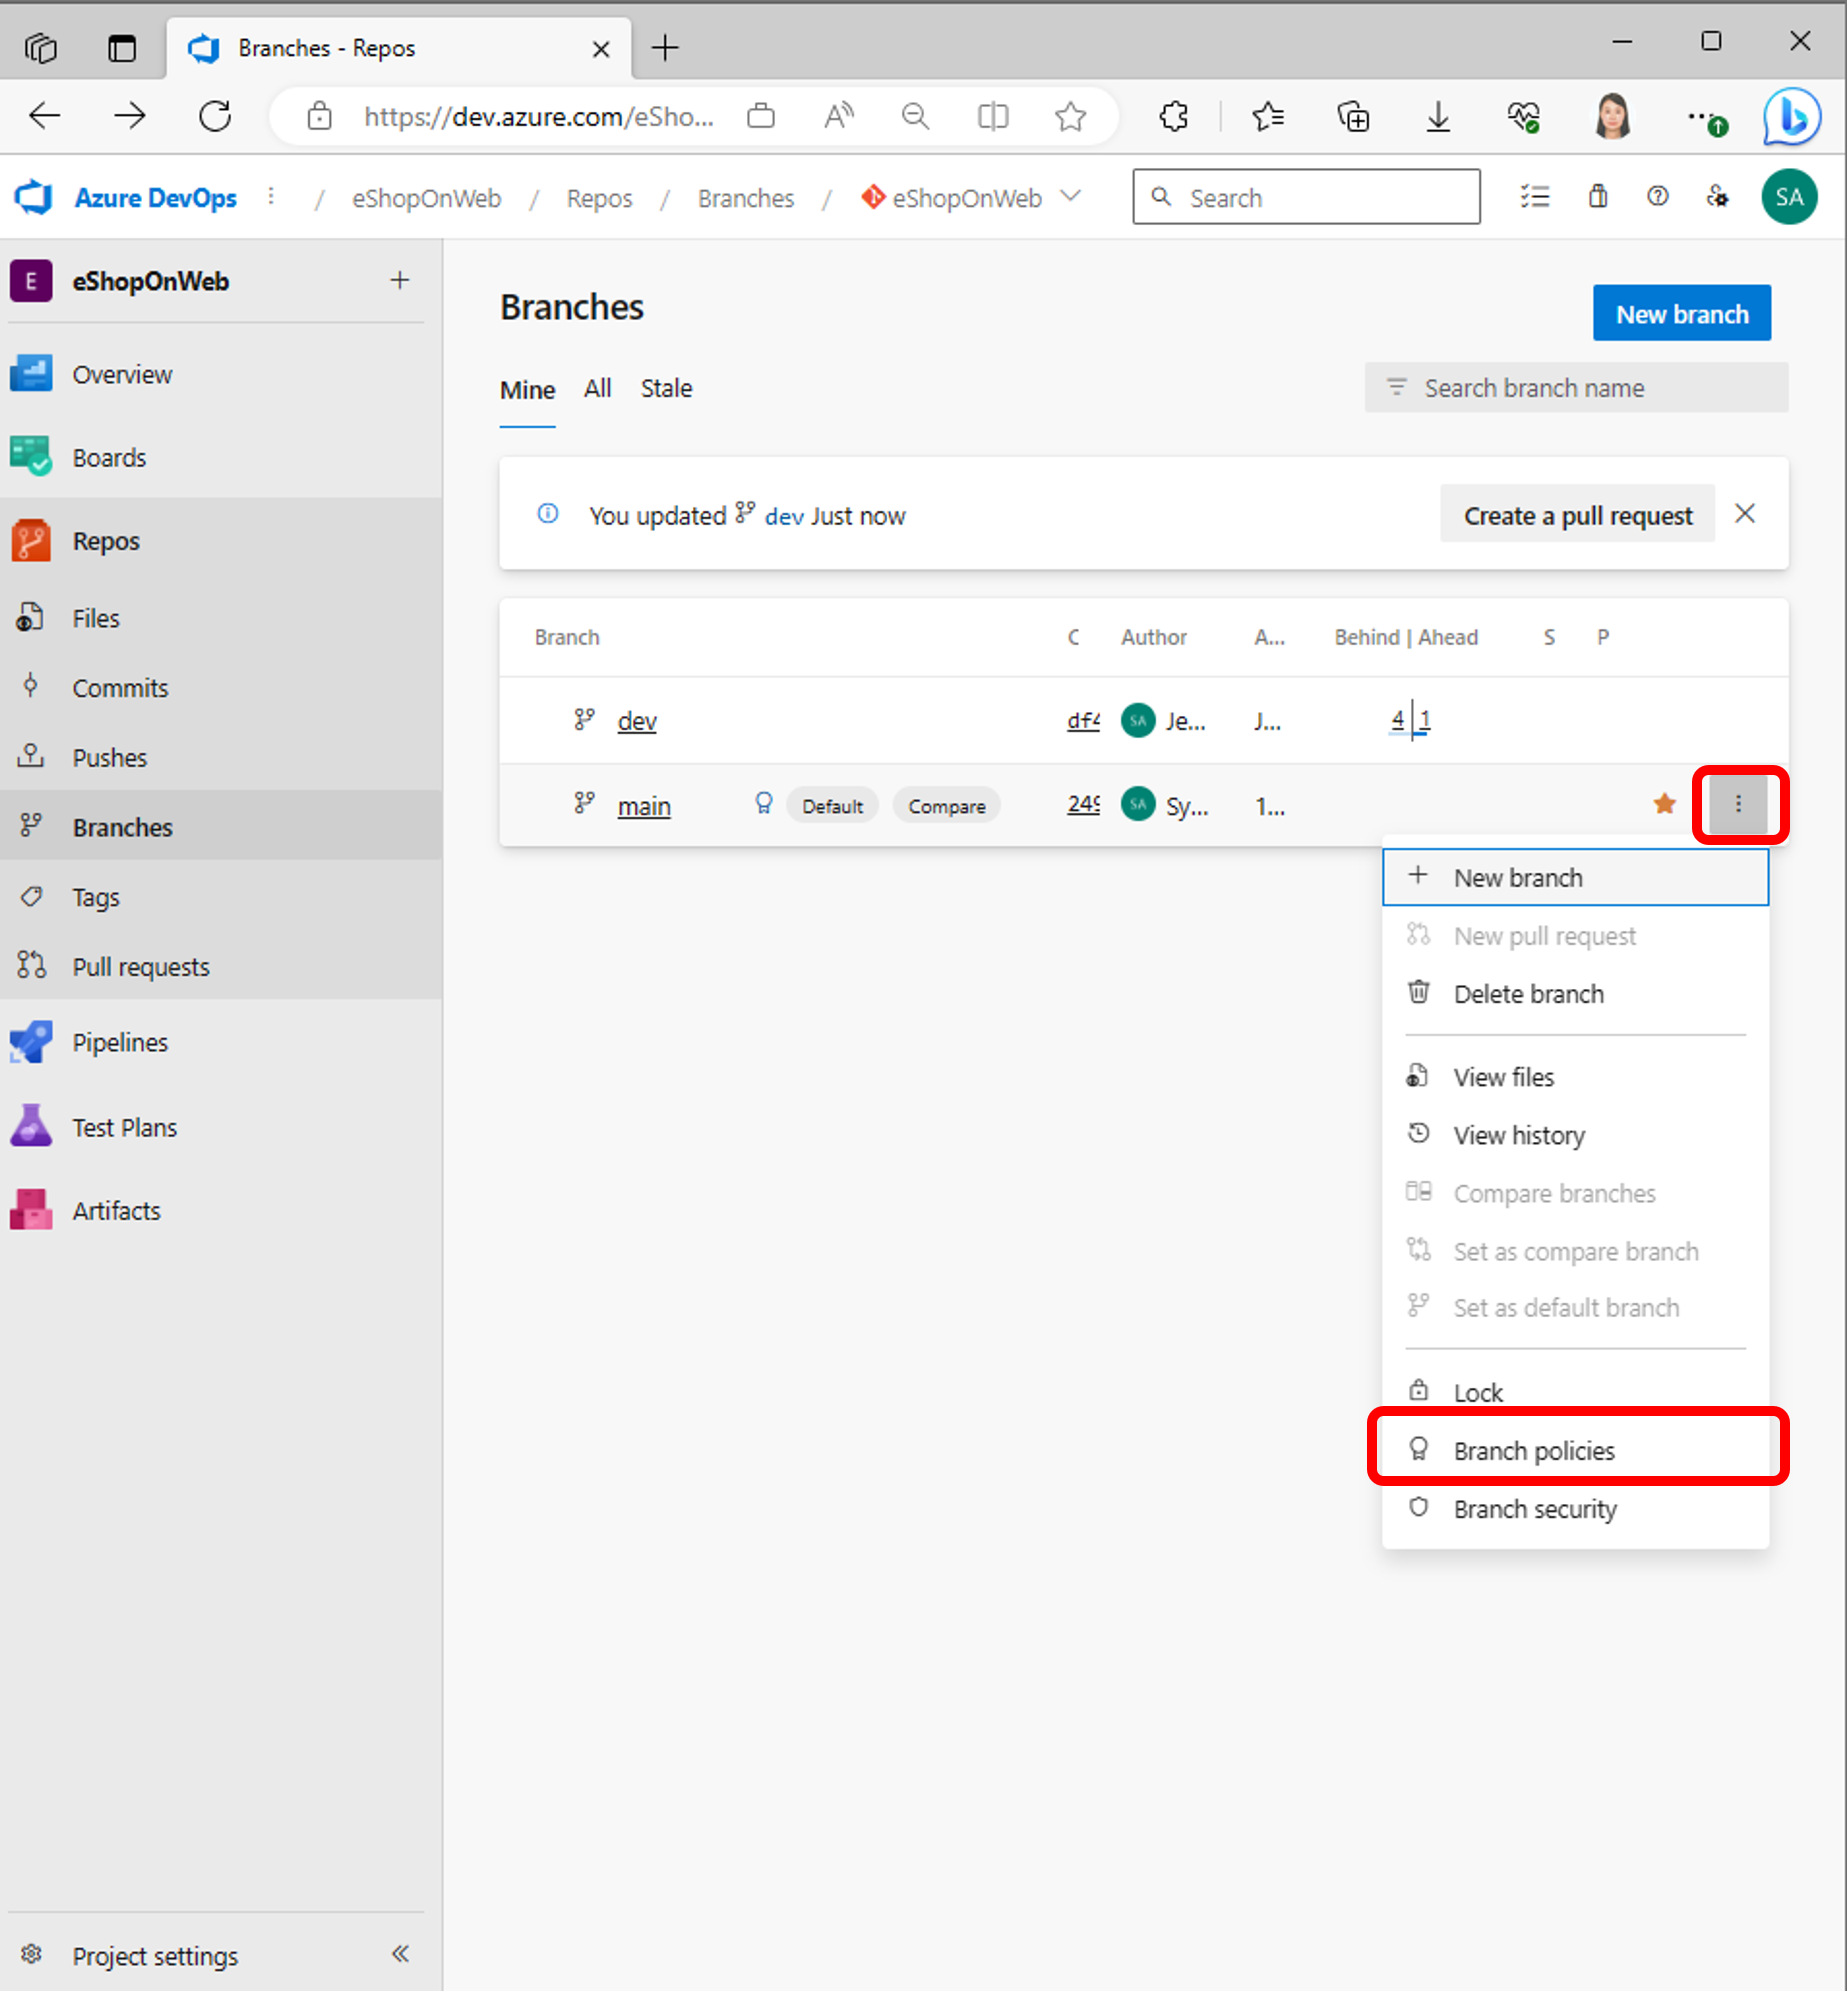 Branches - Repos
https://dev.azure.com/eSho...
Azure DevOps / eShopOnWeb / Repos / Branches / eShopOnWeb
Search
SA
E eShopOnWeb
Overview
Boards
Repos
Files
Commits
Pushes
Branches
Tags
Pull requests
Pipelines
Test Plans
Artifacts
Project settings
Branches
New branch
Mine All Stale
Search branch name
You updated dev Just now
Create a pull request
Branch C Author A... Behind | Ahead S P
dev df4 SA Je... J... 4 1
main Default Compare 249 SA Sy... 1...
New branch
New pull request
Delete branch
View files
View history
Compare branches
Set as compare branch
Set as default branch
Lock
Branch policies
Branch security